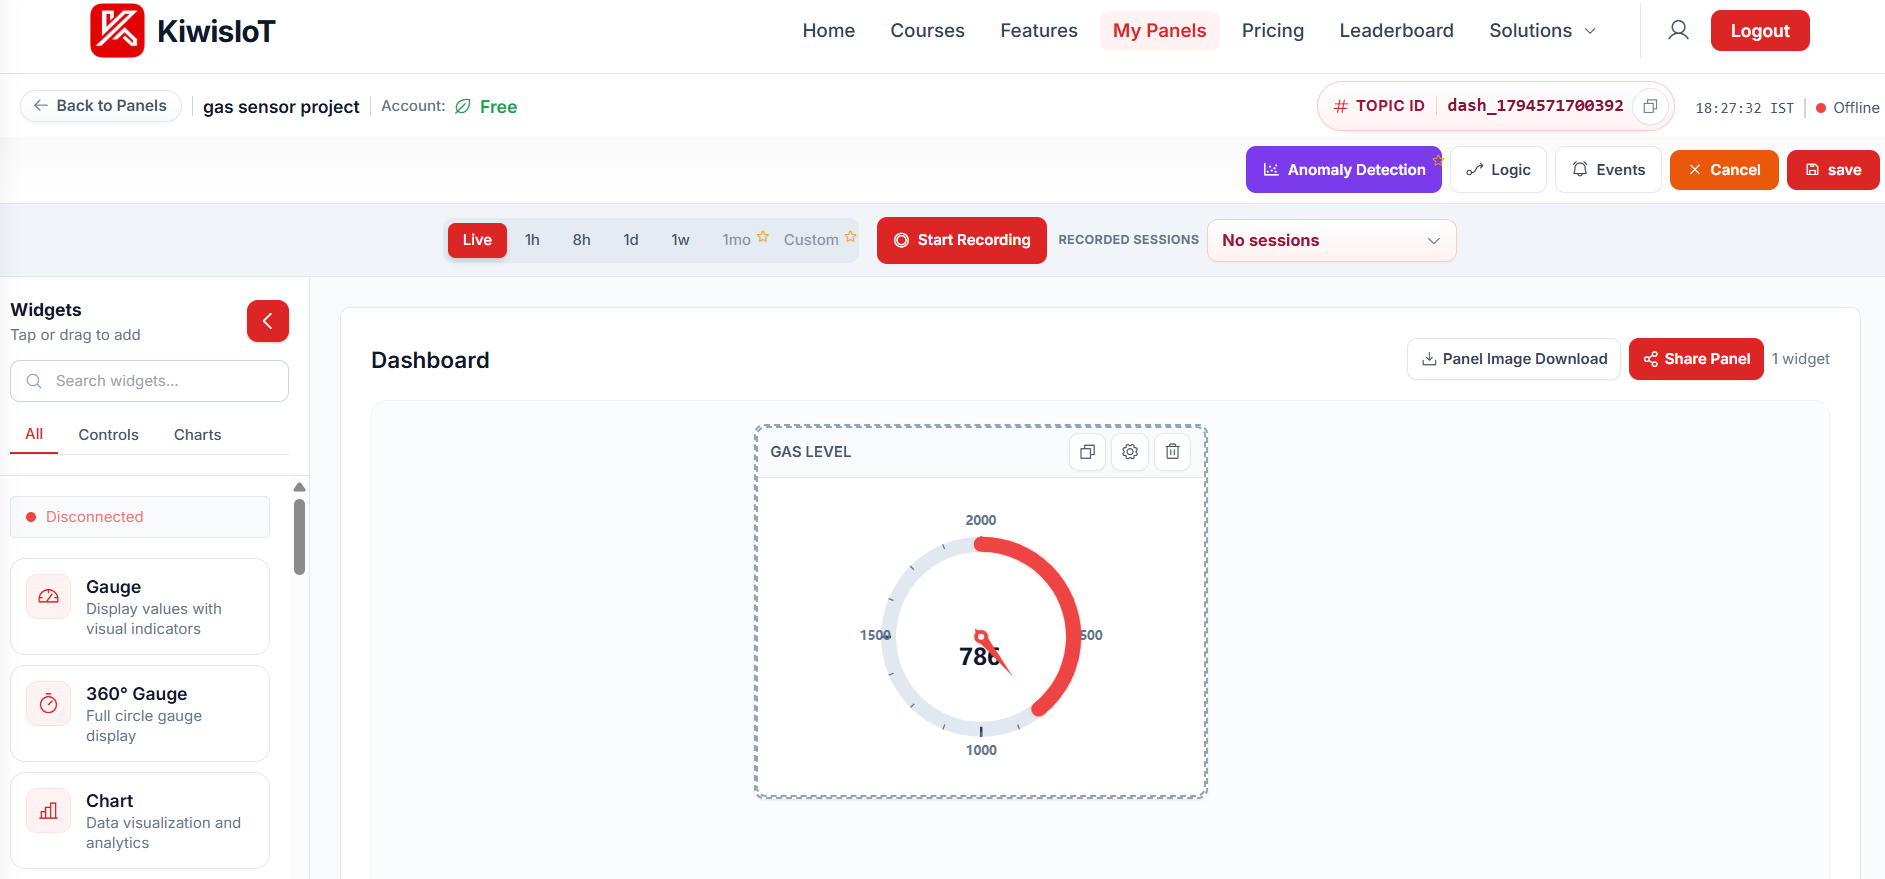 KiwisIoT
Home Courses Features My Panels Pricing Leaderboard Solutions Logout
Back to Panels gas sensor project Account: Free # TOPIC ID dash_1794571700392 18:27:32 IST Offline
Anomaly Detection Logic Events Cancel save
Live 1h 8h 1d 1w 1mo Custom Start Recording RECORDED SESSIONS No sessions
Widgets
Tap or drag to add
Search widgets...
All Controls Charts
Disconnected
Gauge
Display values with
visual indicators
360° Gauge
Full circle gauge
display
Chart
Data visualization and
analytics
Dashboard Panel Image Download Share Panel 1 widget
GAS LEVEL
2000
1500 500
786
1000